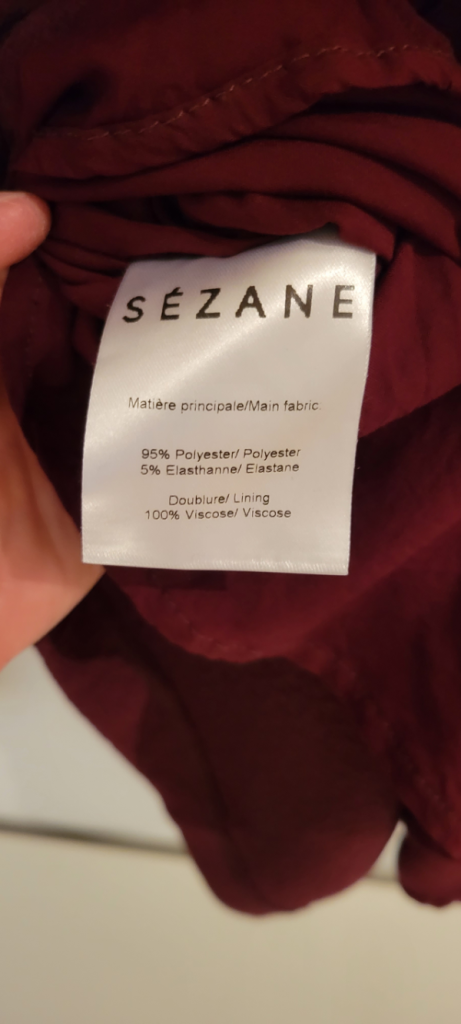 SÉZANE
Matière principale/Main fabric:
95% Polyester/ Polyester
5% Elasthanne/ Elastane
Doublure/ Lining
100% Viscose/ Viscose